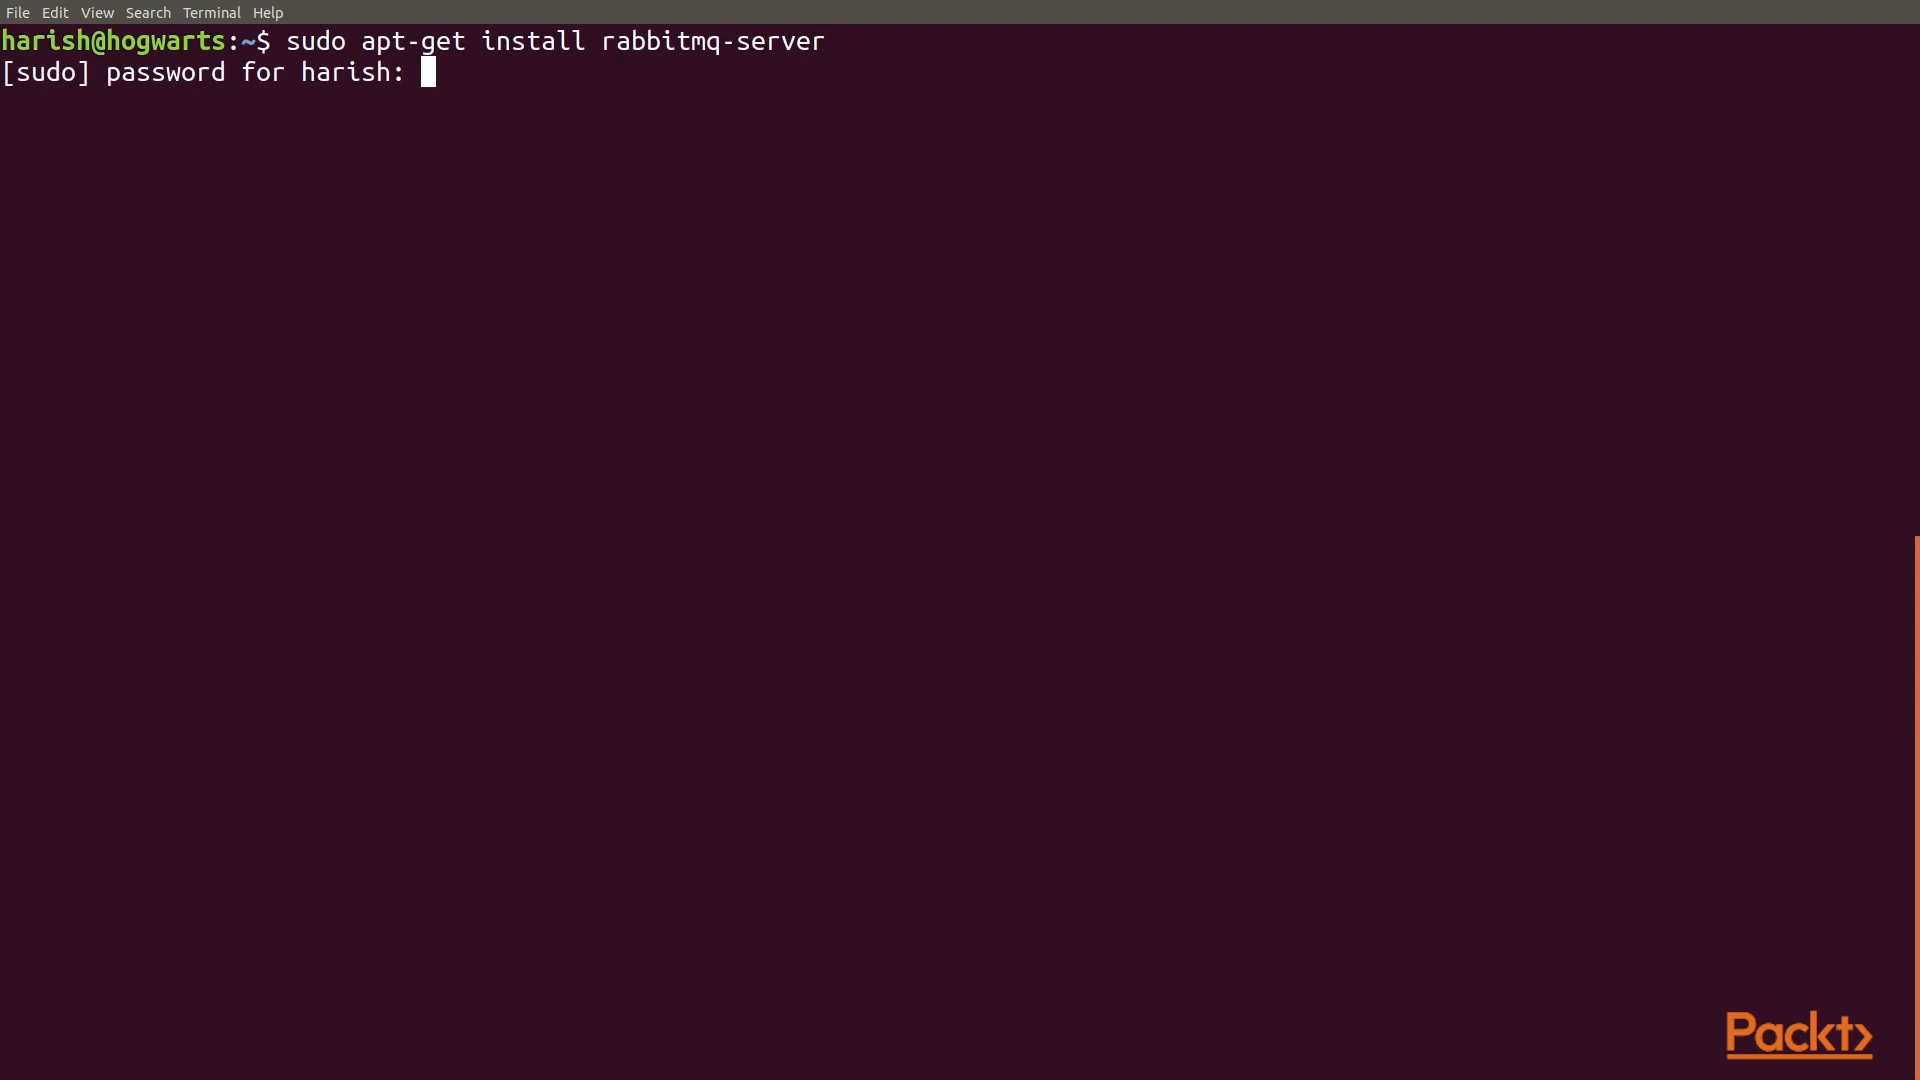 File Edit View Search Terminal Help
harish@hogwarts:~$ sudo apt-get install rabbitmq-server
[sudo] password for harish:
Packt>